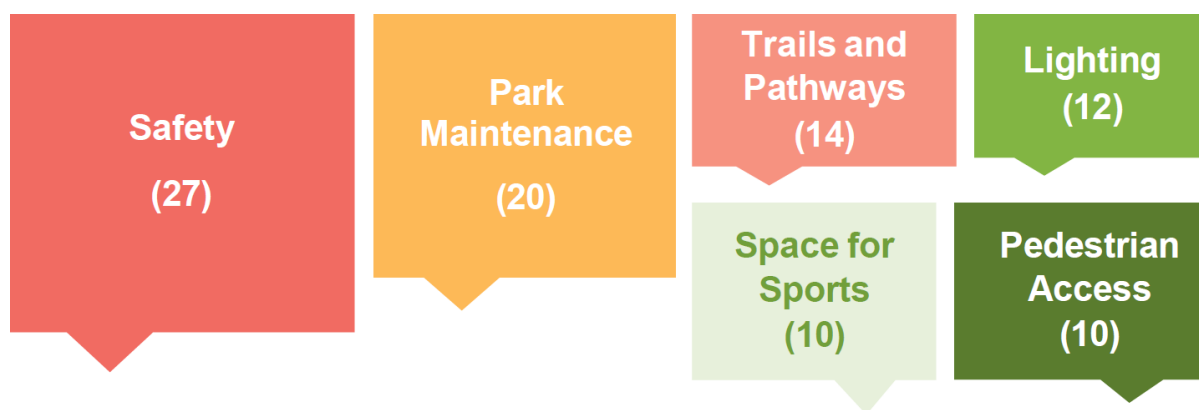 Safety
(27)
Park
Maintenance
(20)
Trails and
Pathways
(14)
Lighting
(12)
Space for
Sports
(10)
Pedestrian
Access
(10)